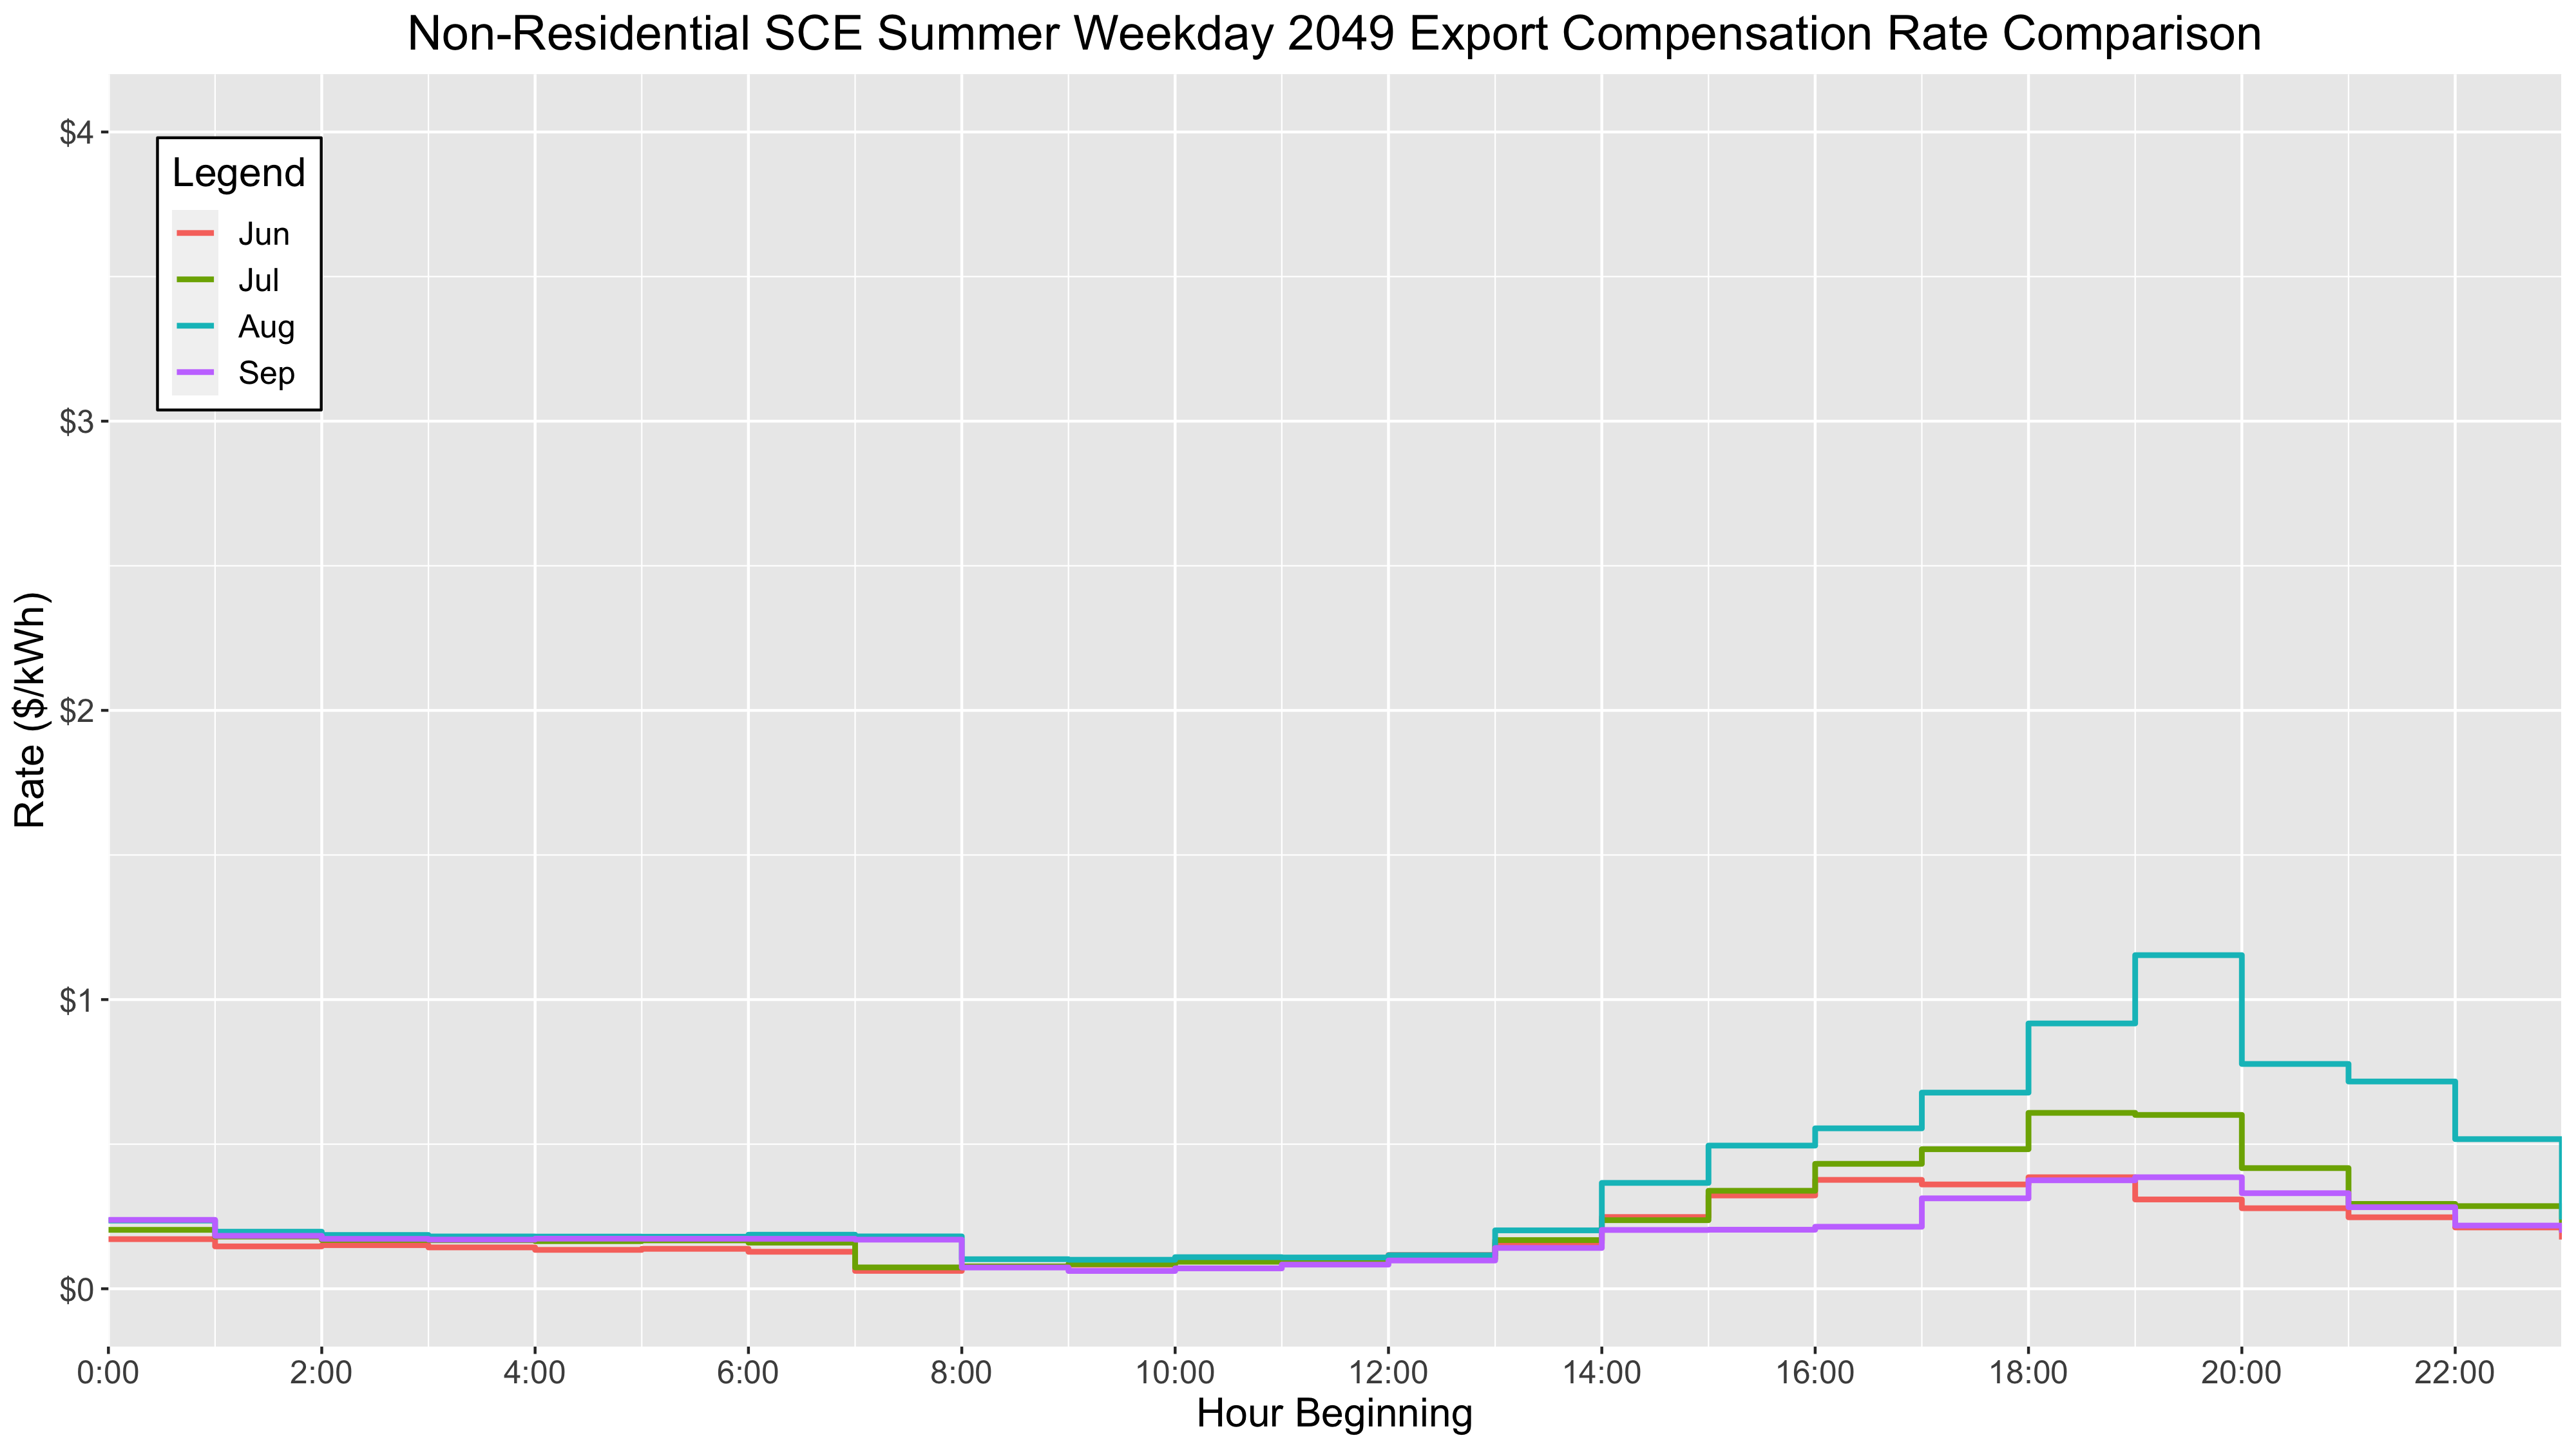 Non-Residential SCE Summer Weekday 2049 Export Compensation Rate Comparison
$4
$3
$2
$1
$0
Rate ($/kWh)
Legend
Jun
Jul
Aug
Sep
0:00 2:00 4:00 6:00 8:00 10:00 12:00 14:00 16:00 18:00 20:00 22:00
Hour Beginning